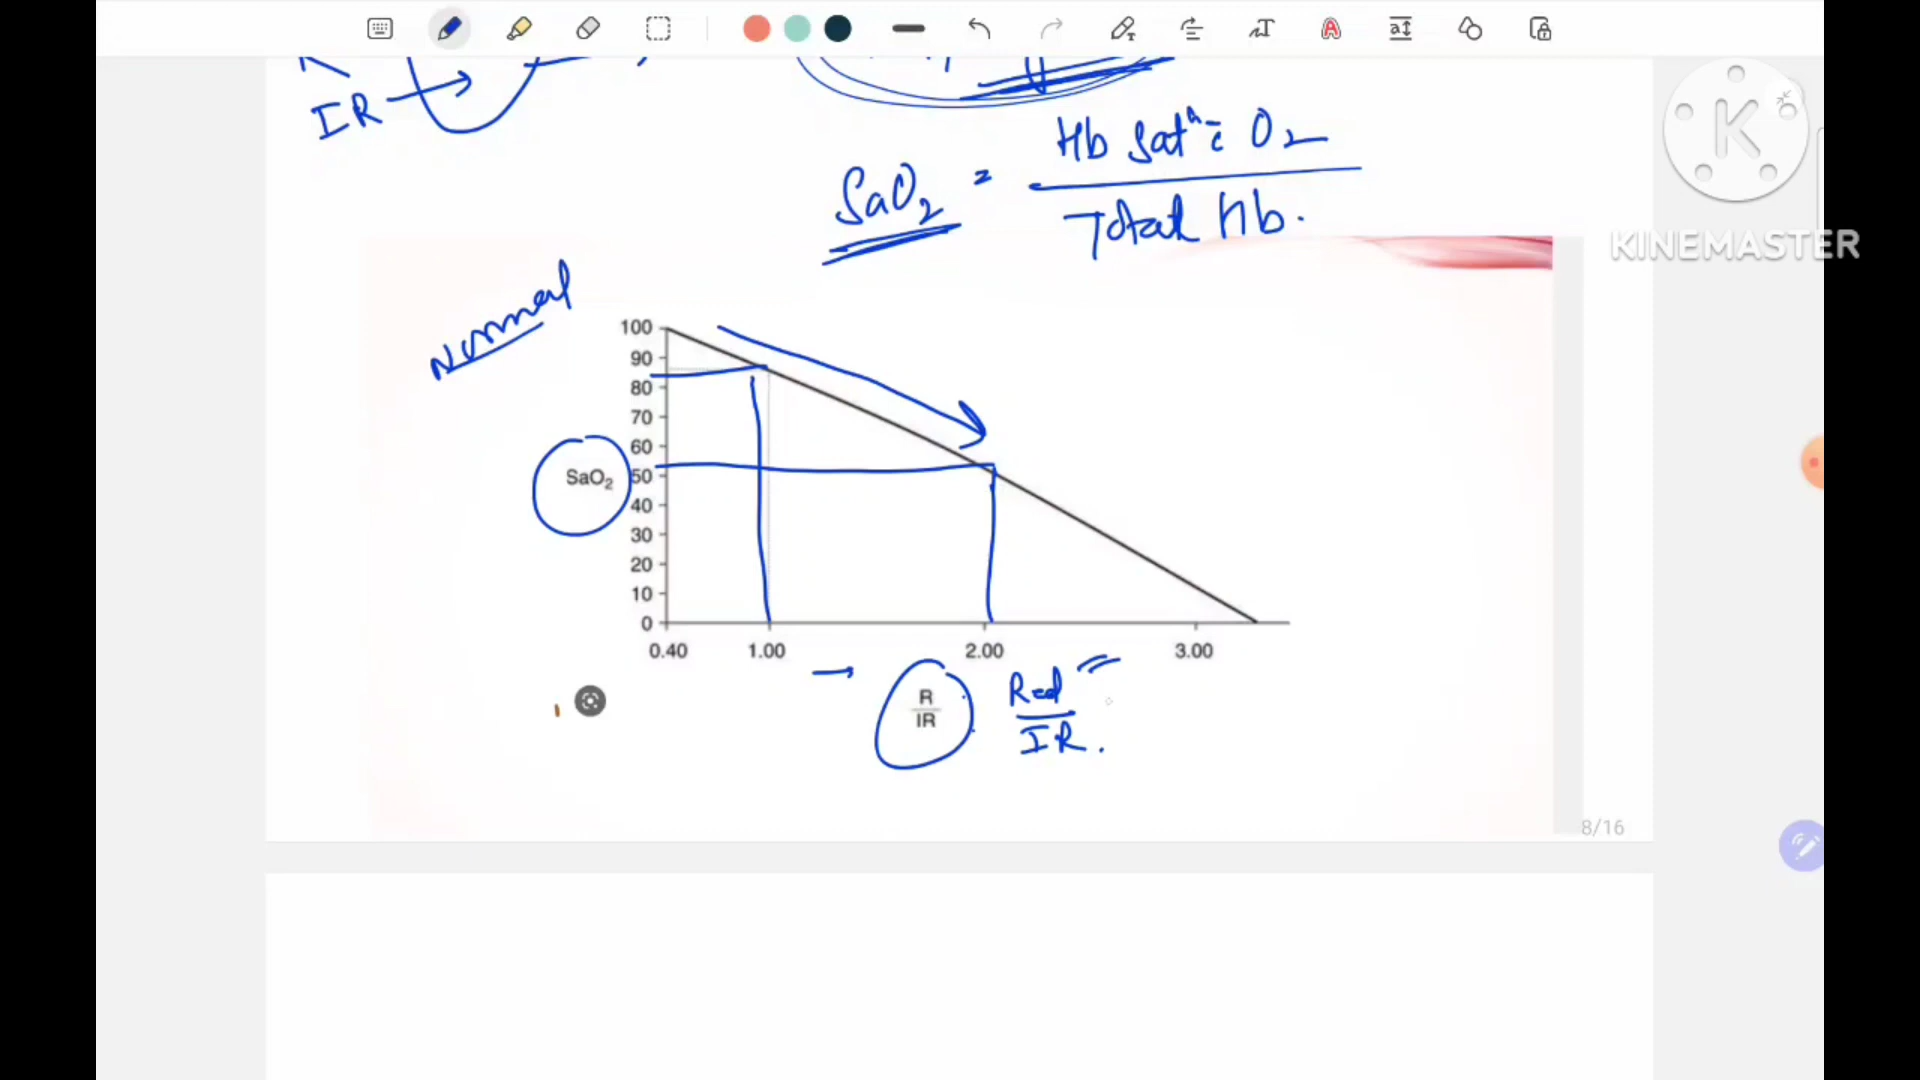 IR
Hb satⁿ c̄ O2
SaO2 =
Total Hb.
K
KINEMASTER
Normal
100
90
80
70
60
SaO2
50
40
30
20
10
0
0.40 1.00 2.00 3.00
R
IR
Red
IR.
8/16